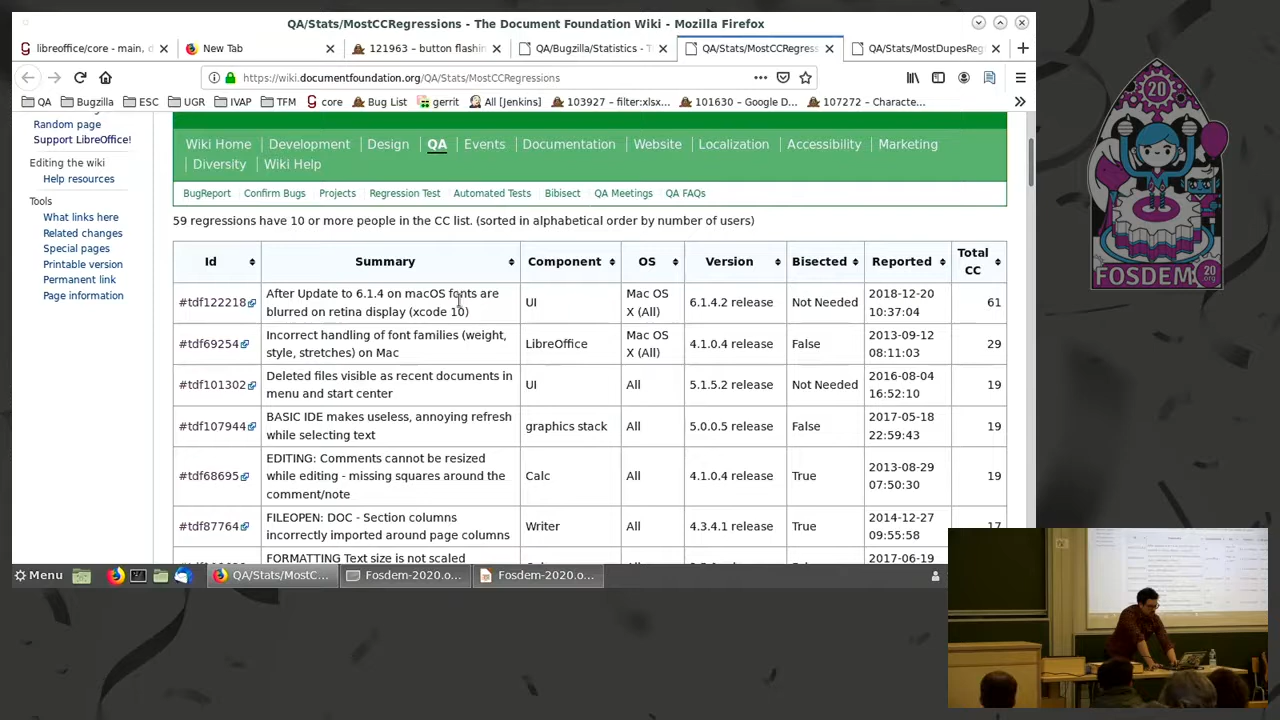 QA/Stats/MostCCRegressions - The Document Foundation Wiki - Mozilla Firefox
libreoffice/core - main, d
New Tab
121963 – button flashin
QA/Bugzilla/Statistics - T
QA/Stats/MostCCRegress
QA/Stats/MostDupesReg
https://wiki.documentfoundation.org/QA/Stats/MostCCRegressions
QA
Bugzilla
ESC
UGR
IVAP
TFM
core
Bug List
gerrit
All [Jenkins]
103927 – filter:xlsx...
101630 – Google D...
107272 – Characte...
Random page
Support LibreOffice!
Editing the wiki
Help resources
Tools
What links here
Related changes
Special pages
Printable version
Permanent link
Page information
Wiki Home Development Design QA Events Documentation Website Localization Accessibility Marketing
Diversity Wiki Help
BugReport Confirm Bugs Projects Regression Test Automated Tests Bibisect QA Meetings QA FAQs
59 regressions have 10 or more people in the CC list. (sorted in alphabetical order by number of users)
Id Summary Component OS Version Bisected Reported Total CC
#tdf122218 After Update to 6.1.4 on macOS fonts are blurred on retina display (xcode 10) UI Mac OS X (All) 6.1.4.2 release Not Needed 2018-12-20 10:37:04 61
#tdf69254 Incorrect handling of font families (weight, style, stretches) on Mac LibreOffice Mac OS X (All) 4.1.0.4 release False 2013-09-12 08:11:03 29
#tdf101302 Deleted files visible as recent documents in menu and start center UI All 5.1.5.2 release Not Needed 2016-08-04 16:52:10 19
#tdf107944 BASIC IDE makes useless, annoying refresh while selecting text graphics stack All 5.0.0.5 release False 2017-05-18 22:59:43 19
#tdf68695 EDITING: Comments cannot be resized while editing - missing squares around the comment/note Calc All 4.1.0.4 release True 2013-08-29 07:50:30 19
#tdf87764 FILEOPEN: DOC - Section columns incorrectly imported around page columns Writer All 4.3.4.1 release True 2014-12-27 09:55:58 17
FORMATTING Text size is not scaled 2017-06-19
Menu
QA/Stats/MostC...
Fosdem-2020.o...
Fosdem-2020.o...
20
FOSDEM
20
.org